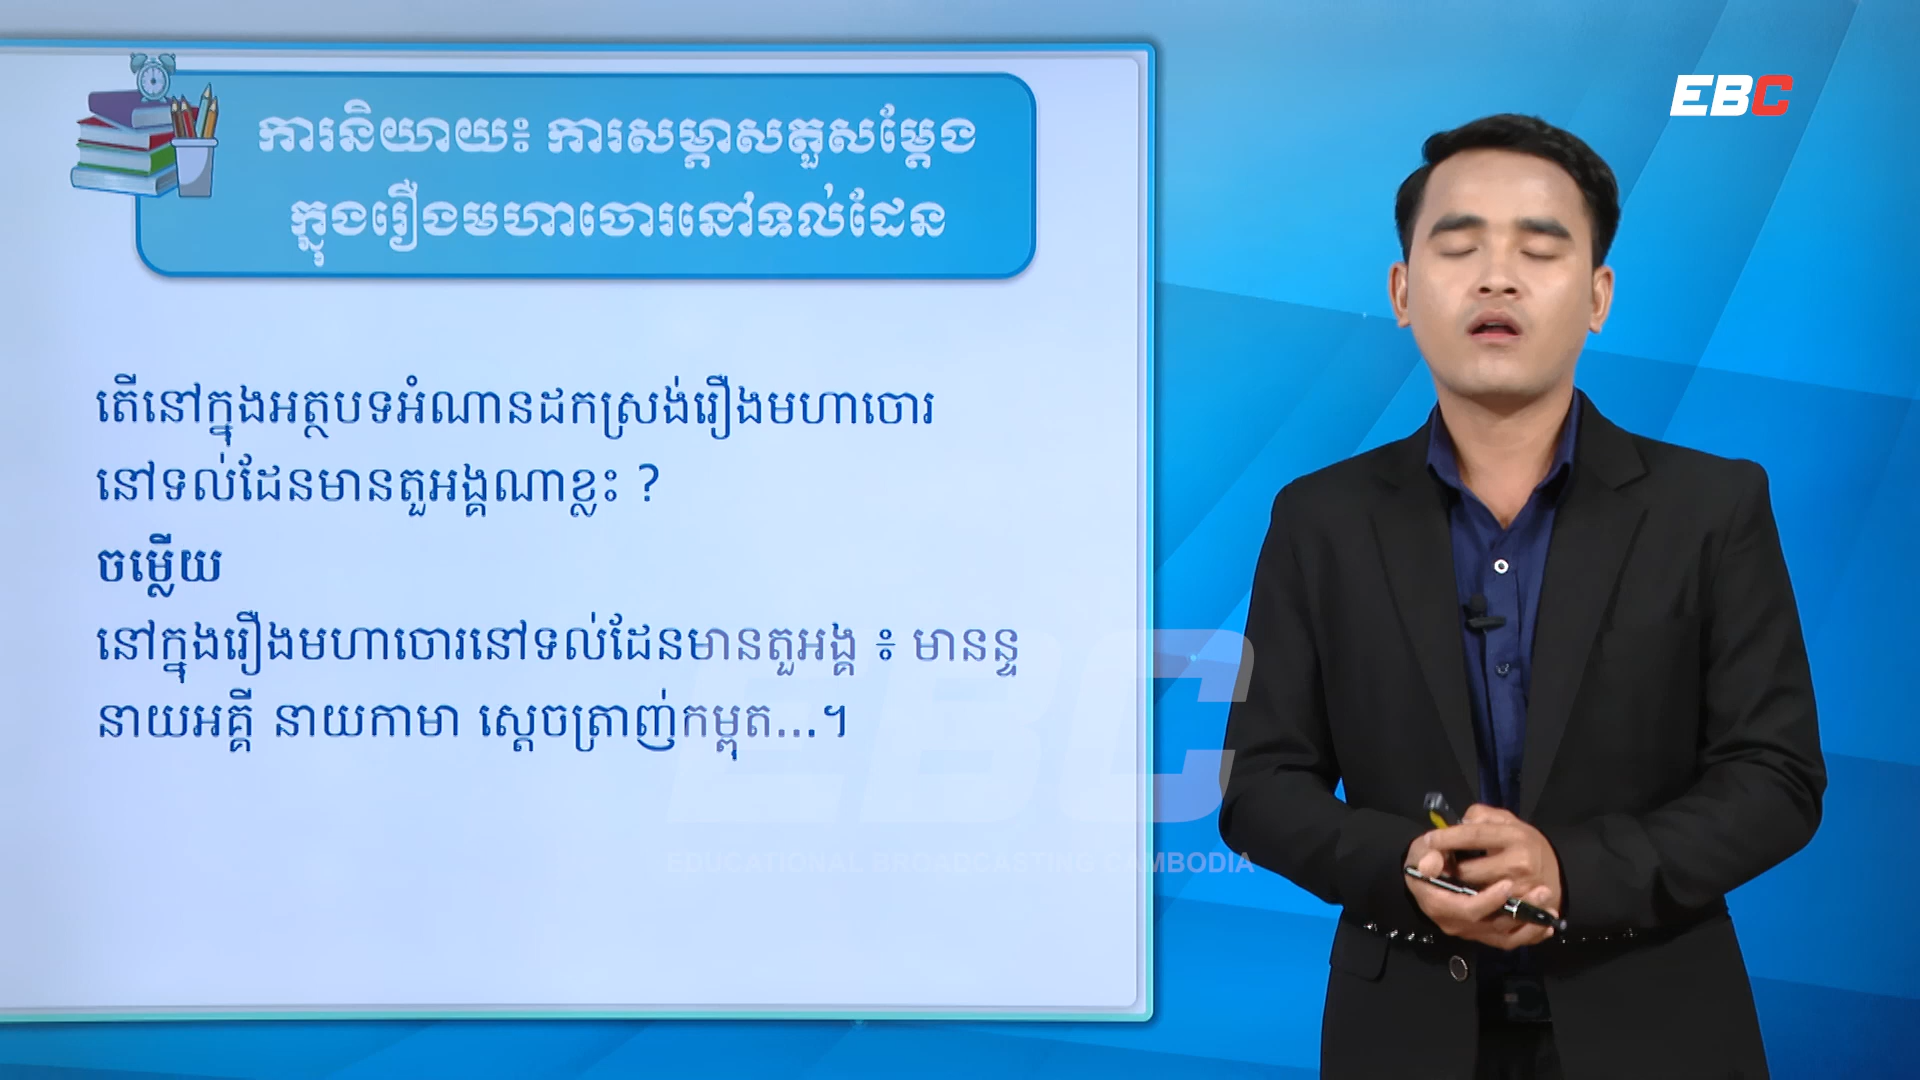 EBC
ការនិយាយ៖ ការសម្ភាសតួសម្ដែង
ក្នុងរឿងមហាចោរនៅទល់ដែន
តើនៅក្នុងអត្ថបទអំណានដកស្រង់រឿងមហាចោរ
នៅទល់ដែនមានតួអង្គណាខ្លះ ?
ចម្លើយ
នៅក្នុងរឿងមហាចោរនៅទល់ដែនមានតួអង្គ ៖ មានន្ទ
នាយអគ្គី នាយកាមា ស្ដេចត្រាញ់កម្ពុត...។
EBC
EDUCATIONAL BROADCASTING CAMBODIA